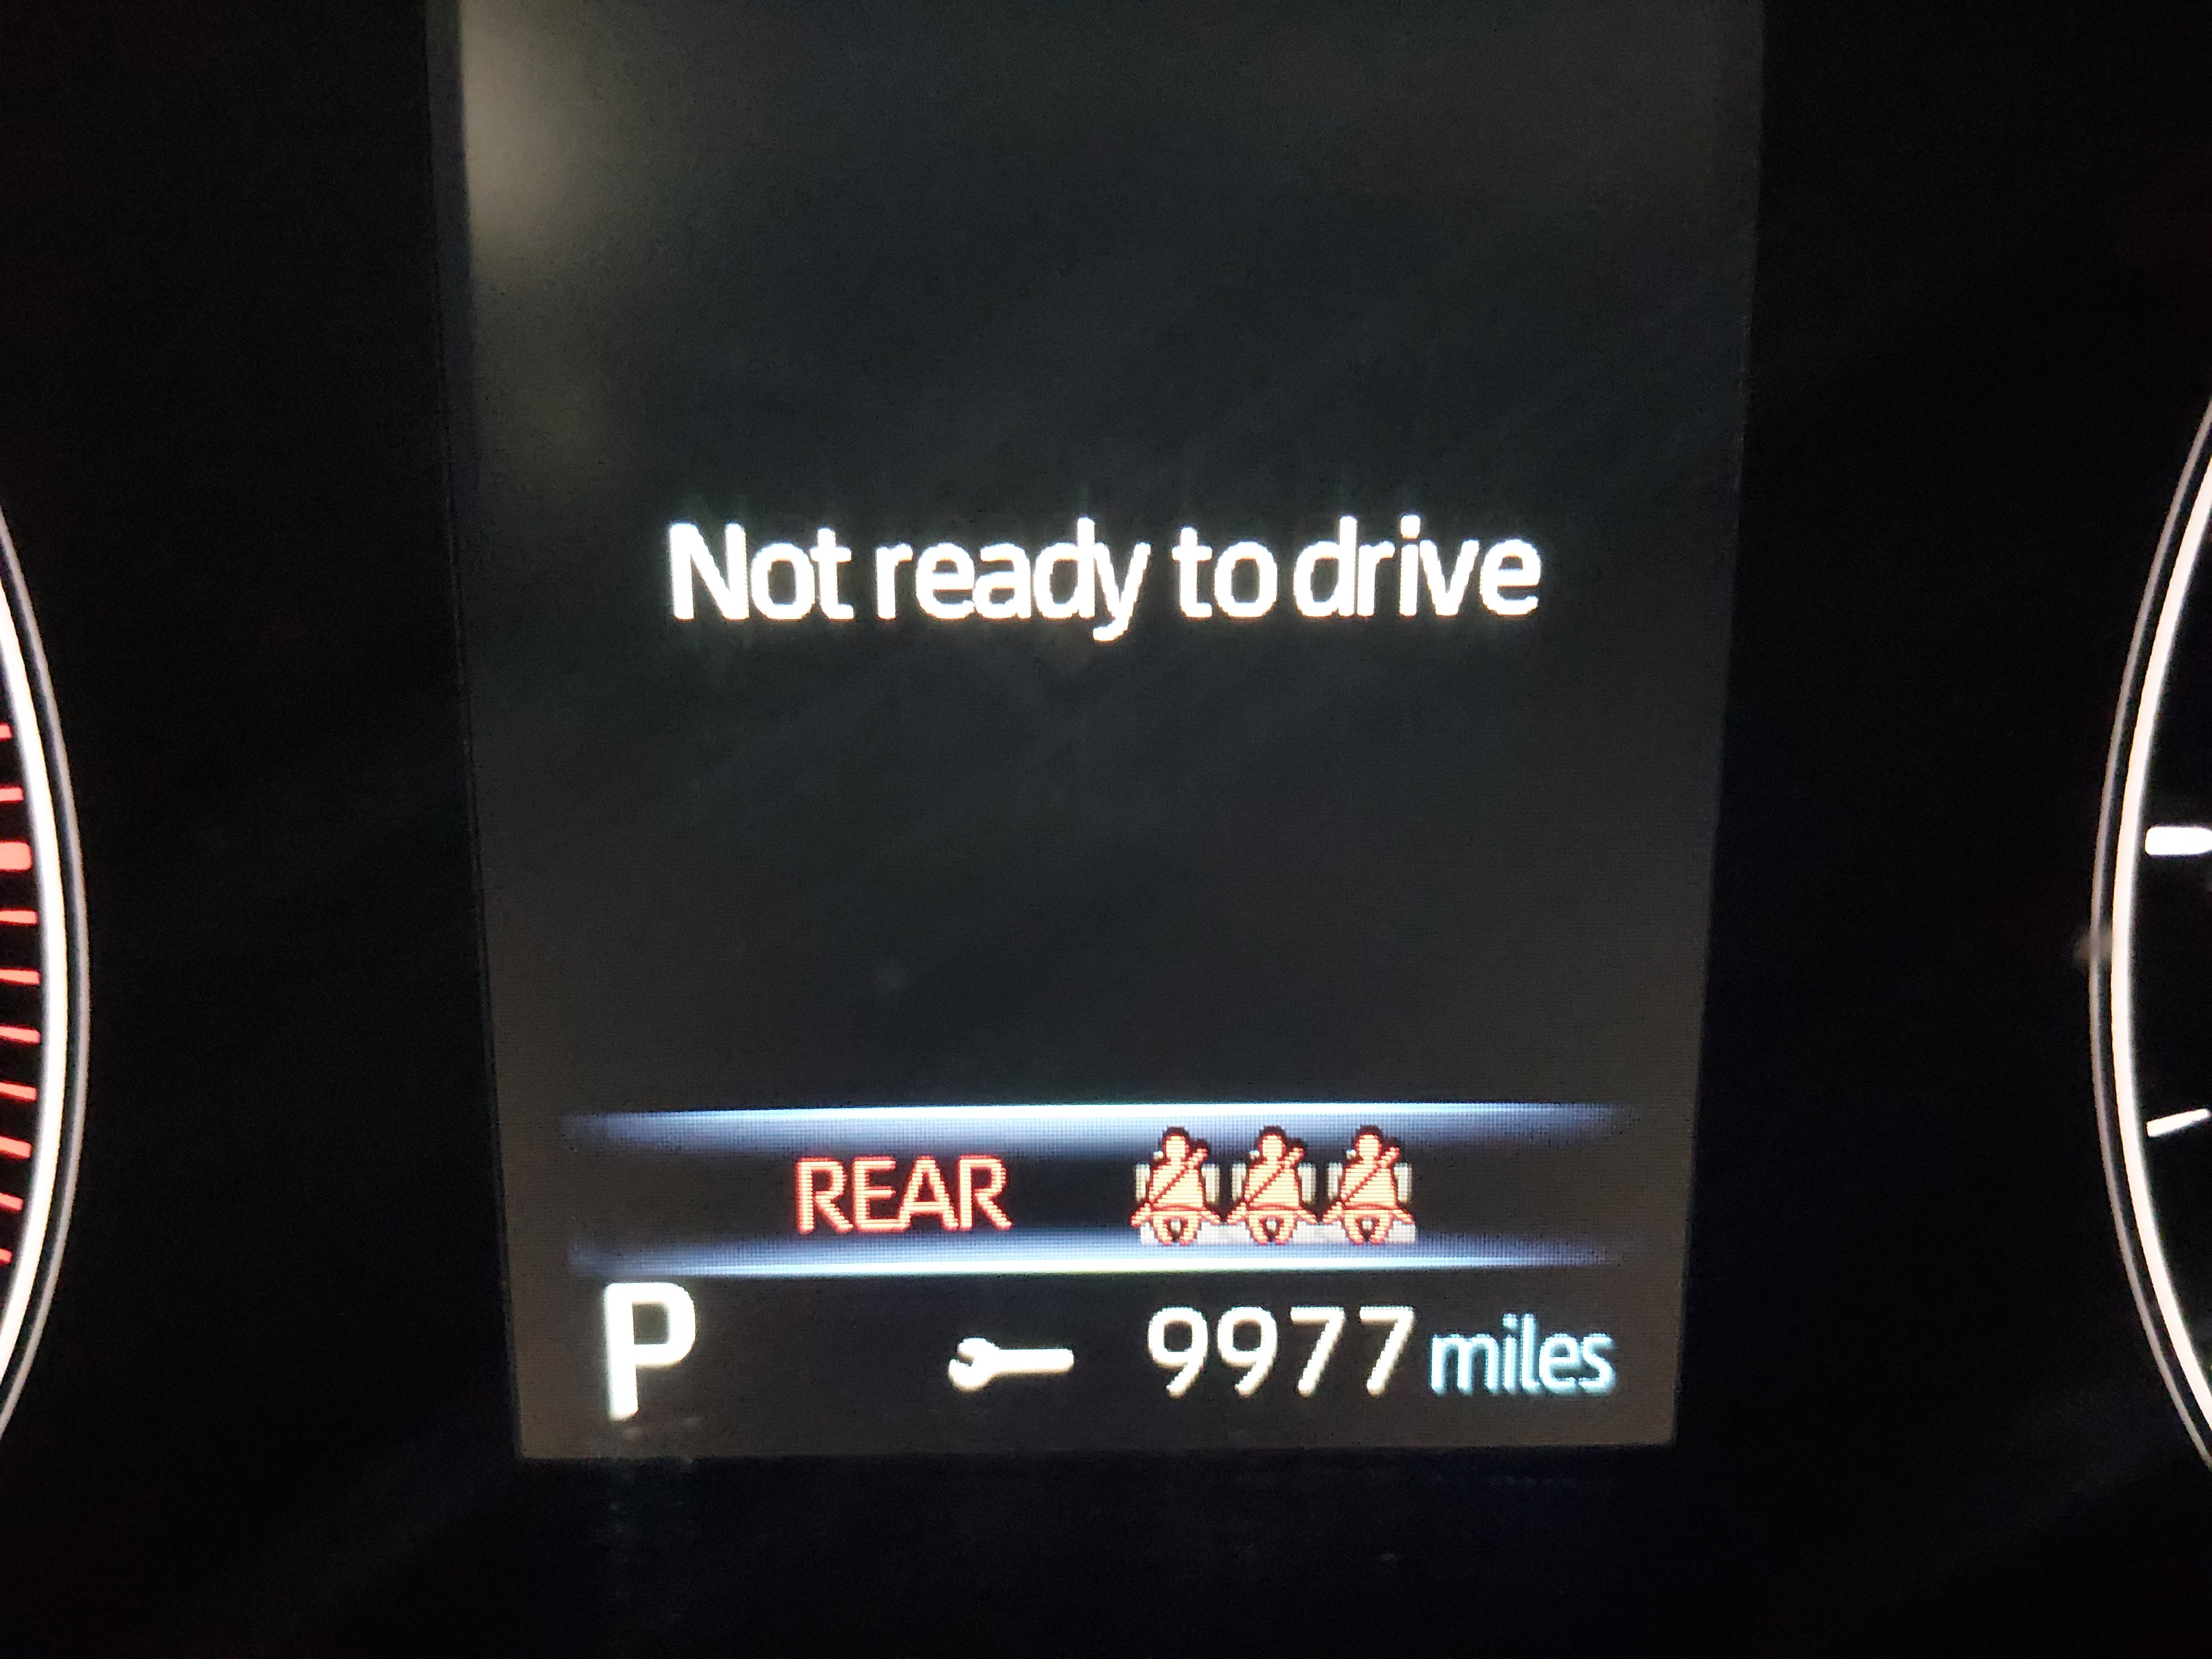 Not ready to drive
REAR
P 9977 miles